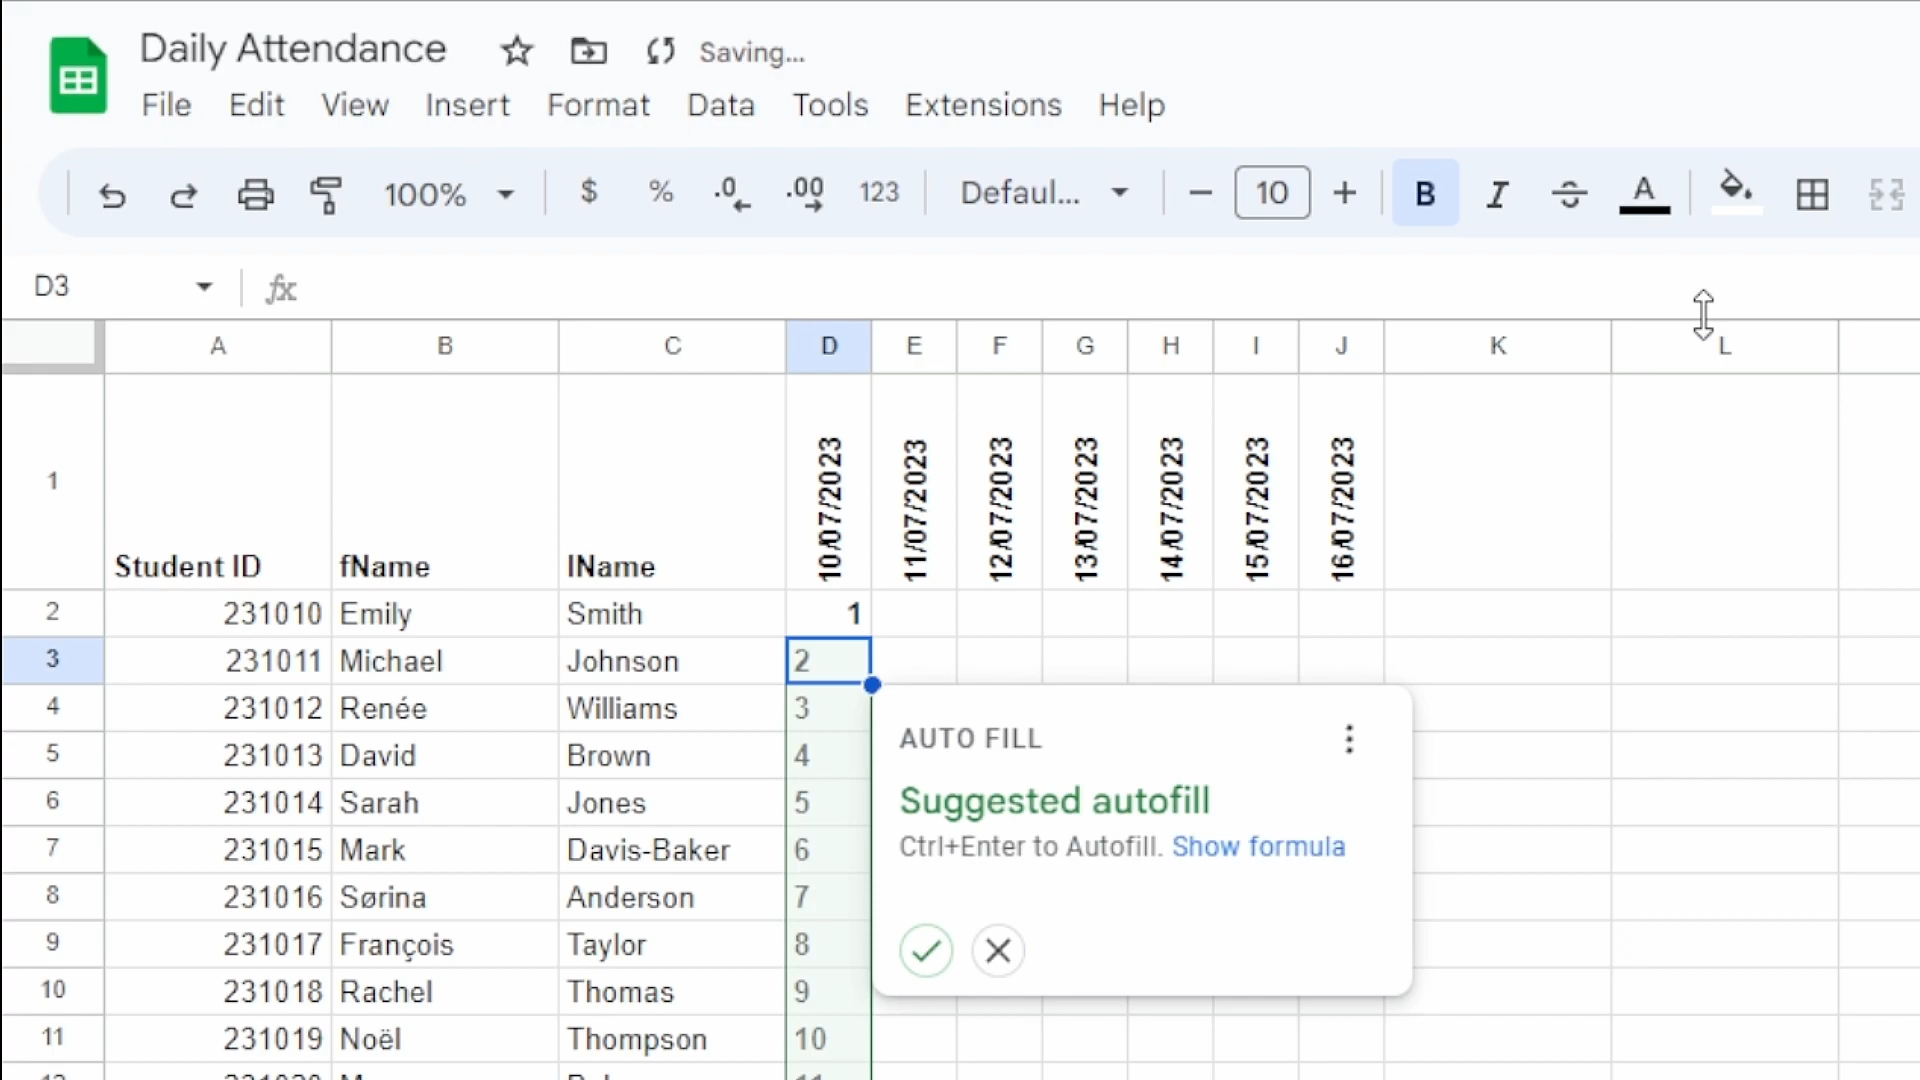 Daily Attendance Saving...
File Edit View Insert Format Data Tools Extensions Help
100% $ % .0 .00 123 Defaul... 10 B I A
D3 fx
A B C D E F G H I J K L
1 Student ID fName lName 10/07/2023 11/07/2023 12/07/2023 13/07/2023 14/07/2023 15/07/2023 16/07/2023
2 231010 Emily Smith 1
3 231011 Michael Johnson 2
4 231012 Renée Williams 3
5 231013 David Brown 4
6 231014 Sarah Jones 5
7 231015 Mark Davis-Baker 6
8 231016 Sørina Anderson 7
9 231017 François Taylor 8
10 231018 Rachel Thomas 9
11 231019 Noël Thompson 10
AUTO FILL
Suggested autofill
Ctrl+Enter to Autofill. Show formula